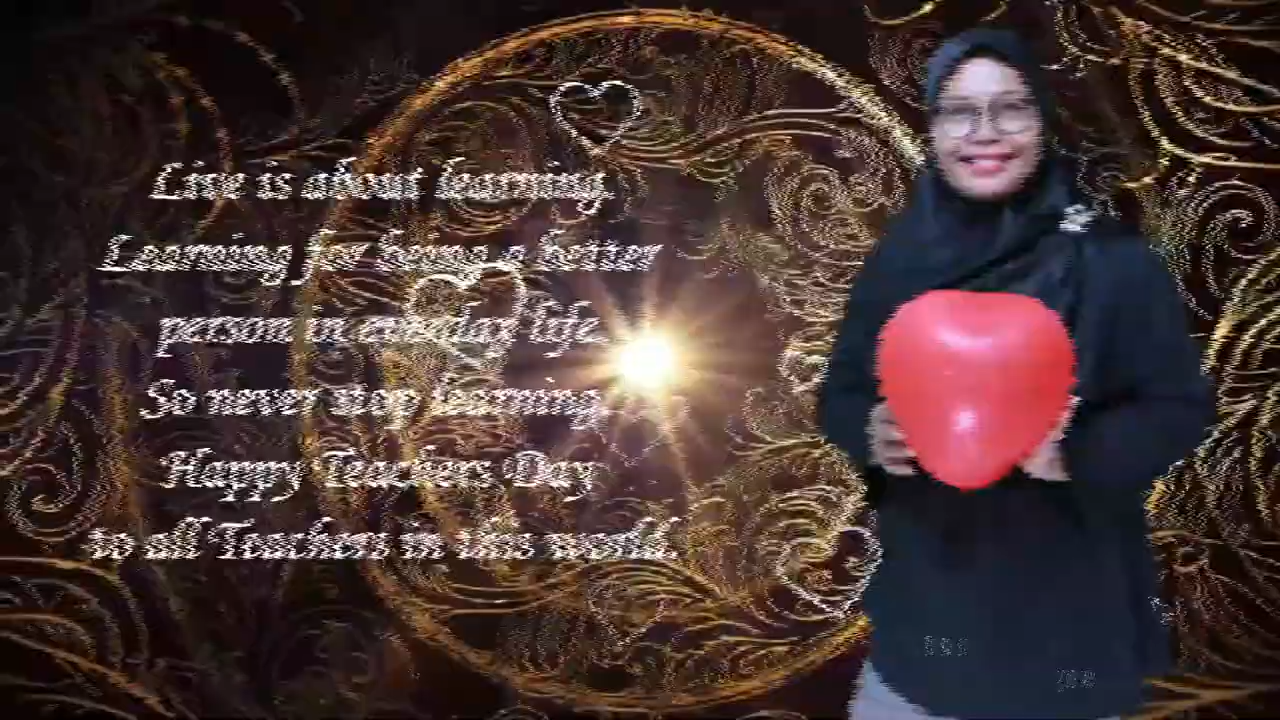 Live is about learning.
Learning for being a better
person in everyday life.
So never stop learning.
Happy Teachers Day
to all Teachers in this world.